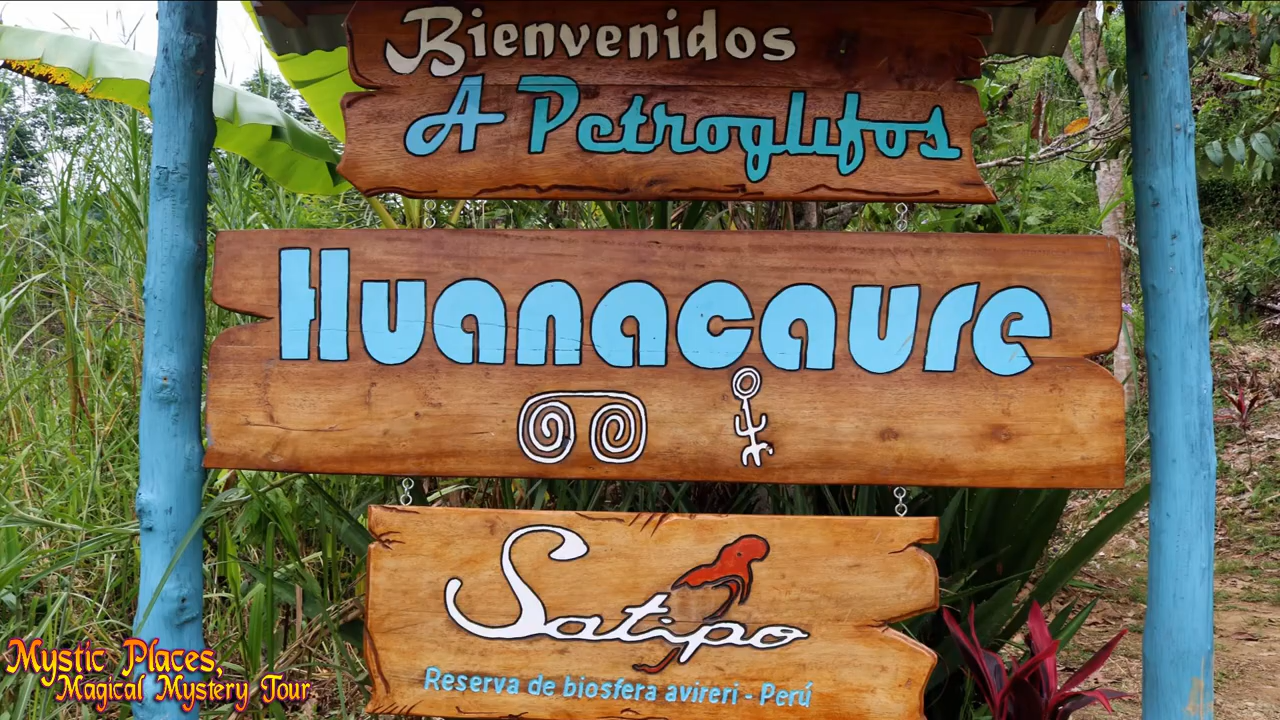 Bienvenidos
A Petroglifos
Huanacaure
Satipo
Reserva de biosfera avireri - Perú
Mystic Places,
Magical Mystery Tour